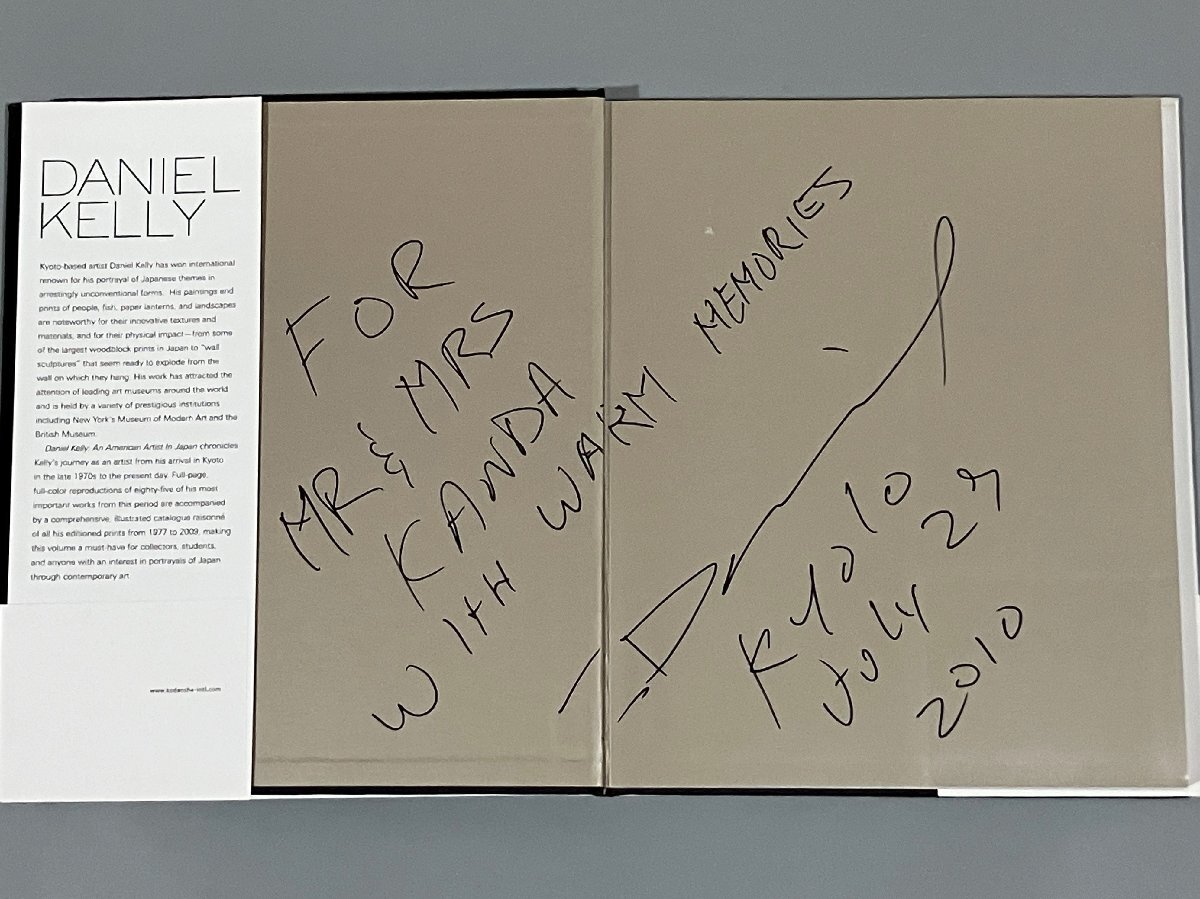 DANIEL
KELLY
Kyoto-based artist Daniel Kelly has won international
renown for his portrayal of Japanese themes in
arrestingly unconventional forms. His paintings and
prints of people, fish, paper lanterns, and landscapes
are noteworthy for their innovative textures and
materials, and for their physical impact—from some
of the largest woodblock prints in Japan to "wall
sculptures" that seem ready to explode from the
wall on which they hang. His work has attracted the
attention of leading art museums around the world
and is held by a variety of prestigious institutions
including New York's Museum of Modern Art and the
British Museum.
Daniel Kelly: An American Artist In Japan chronicles
Kelly's journey as an artist from his arrival in Kyoto
in the late 1970s to the present day. Full-page,
full-color reproductions of eighty-five of his most
important works from this period are accompanied
by a comprehensive, illustrated catalogue raisonné
of all his editioned prints from 1977 to 2009, making
this volume a must-have for collectors, students,
and anyone with an interest in portrayals of Japan
through contemporary art.
www.kodansha-intl.com
FOR
MR & MRS
KANDA
WITH WARM MEMORIES
KYOTO
JULY 29
2010